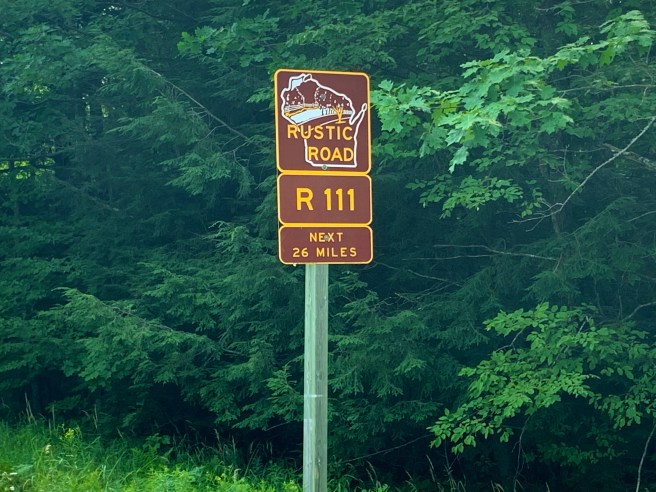 RUSTIC
ROAD
R 111
NEXT
26 MILES